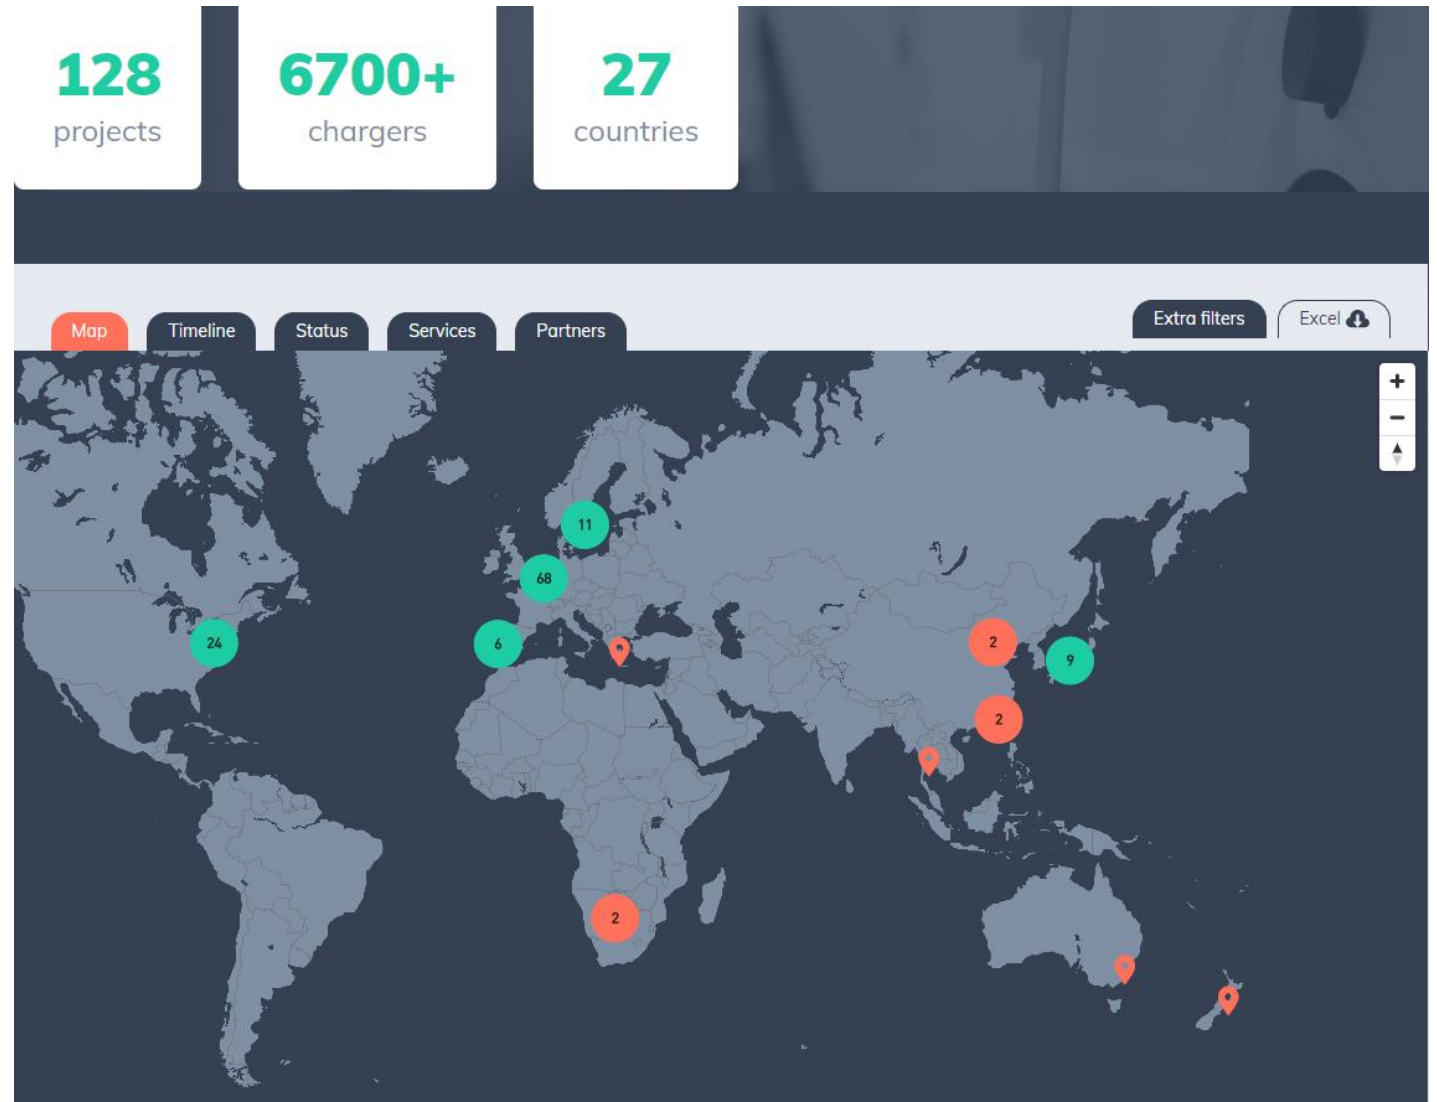 128
projects
6700+
chargers
27
countries
Map
Timeline
Status
Services
Partners
Extra filters
Excel
11
68
24
6
2
9
2
2